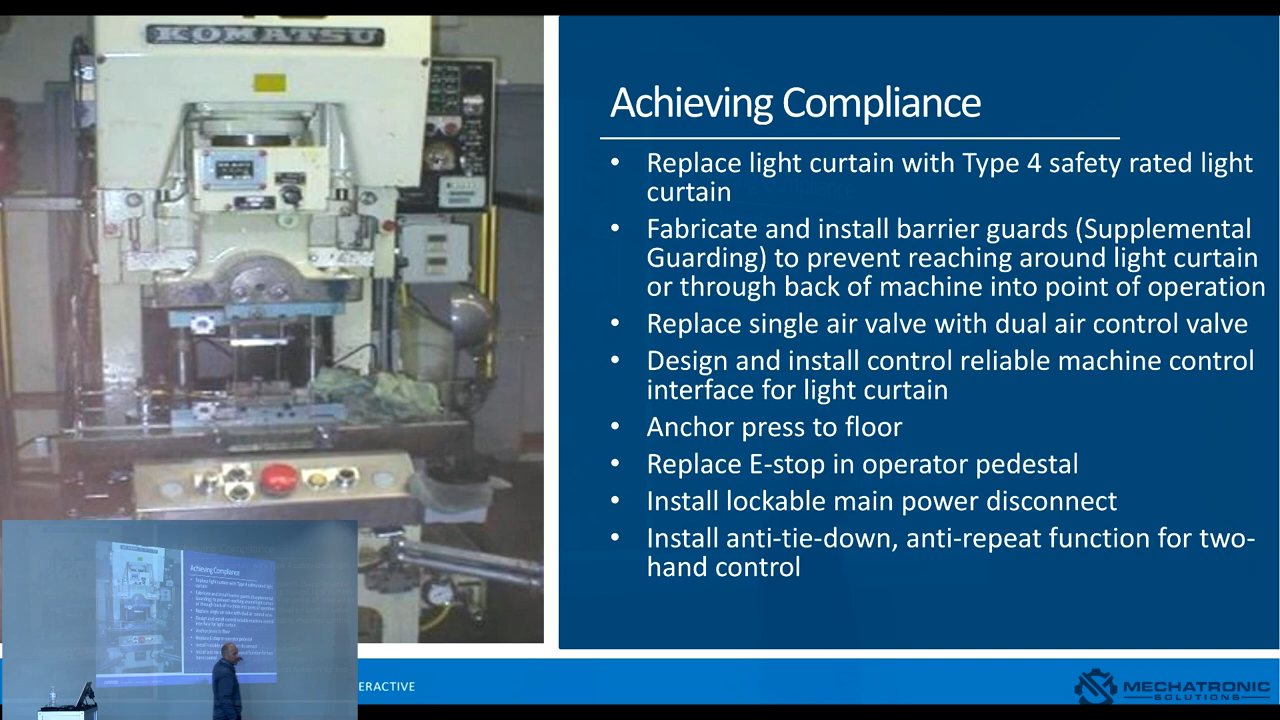 KOMATSU
Achieving Compliance
• Replace light curtain with Type 4 safety rated light
curtain
• Fabricate and install barrier guards (Supplemental
Guarding) to prevent reaching around light curtain
or through back of machine into point of operation
• Replace single air valve with dual air control valve
• Design and install control reliable machine control
interface for light curtain
• Anchor press to floor
• Replace E-stop in operator pedestal
• Install lockable main power disconnect
• Install anti-tie-down, anti-repeat function for two-
hand control
Achieving Compliance
ERACTIVE
MECHATRONIC
SOLUTIONS